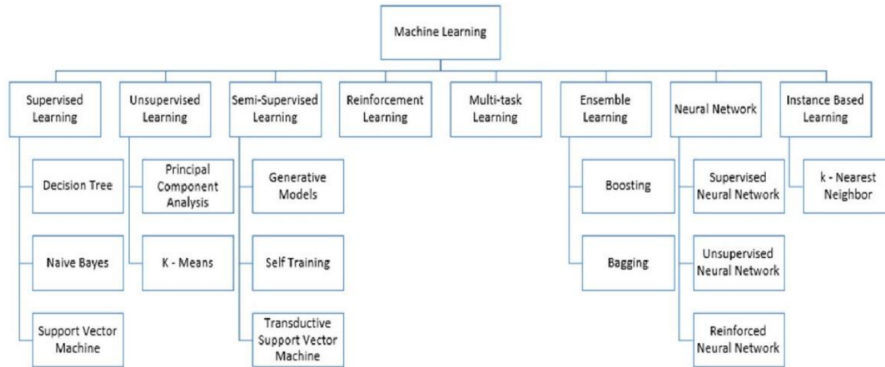 Machine Learning
Supervised
Learning
Unsupervised
Learning
Semi-Supervised
Learning
Reinforcement
Learning
Multi-task
Learning
Ensemble
Learning
Neural Network
Instance Based
Learning
Decision Tree
Principal
Component
Analysis
Generative
Models
Boosting
Supervised
Neural Network
k - Nearest
Neighbor
Naive Bayes
K - Means
Self Training
Bagging
Unsupervised
Neural Network
Support Vector
Machine
Transductive
Support Vector
Machine
Reinforced
Neural Network